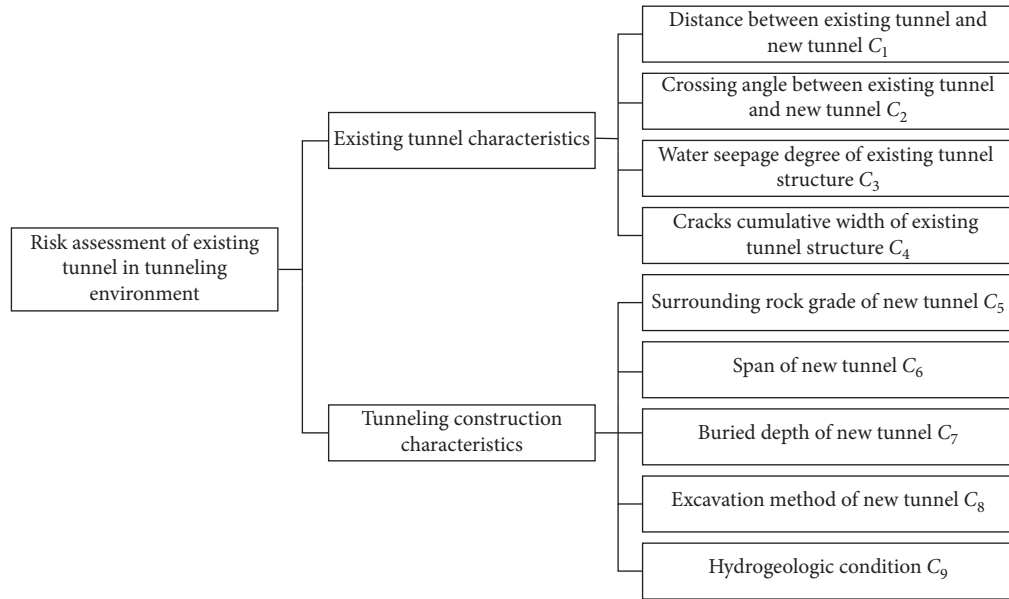 Risk assessment of existing
tunnel in tunneling
environment
Existing tunnel characteristics
Tunneling construction
characteristics
Distance between existing tunnel and
new tunnel C1
Crossing angle between existing tunnel
and new tunnel C2
Water seepage degree of existing tunnel
structure C3
Cracks cumulative width of existing
tunnel structure C4
Surrounding rock grade of new tunnel C5
Span of new tunnel C6
Buried depth of new tunnel C7
Excavation method of new tunnel C8
Hydrogeologic condition C9